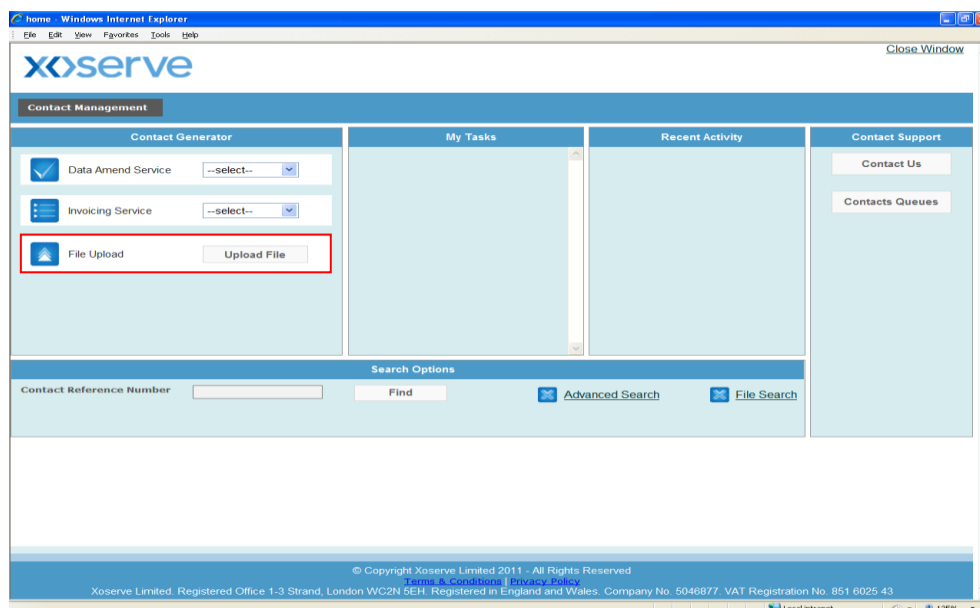 home - Windows Internet Explorer
File Edit View Favorites Tools Help
Close Window
xoserve
Contact Management
Contact Generator
My Tasks
Recent Activity
Contact Support
Data Amend Service
--select--
Contact Us
Invoicing Service
--select--
Contacts Queues
File Upload
Upload File
Search Options
Contact Reference Number
Find
Advanced Search
File Search
© Copyright Xoserve Limited 2011 - All Rights Reserved
Terms & Conditions | Privacy Policy
Xoserve Limited. Registered Office 1-3 Strand, London WC2N 5EH. Registered in England and Wales. Company No. 5046877. VAT Registration No. 851 6025 43